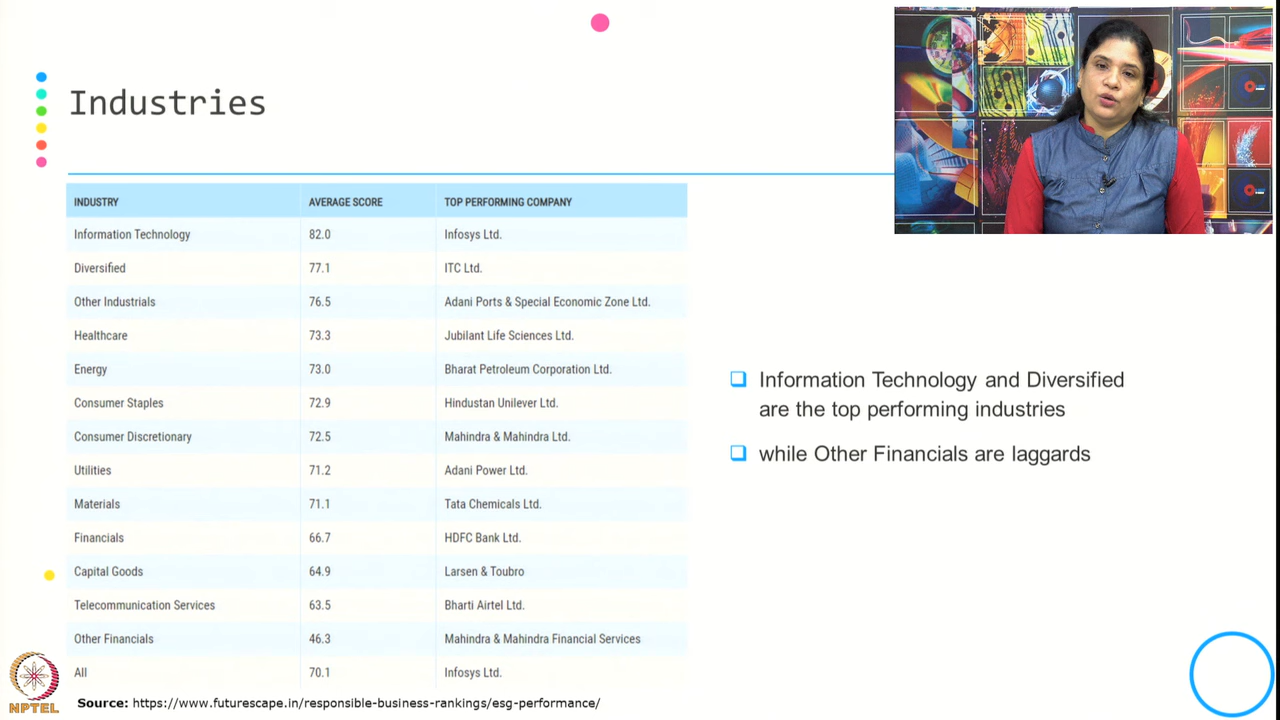 Industries
INDUSTRY AVERAGE SCORE TOP PERFORMING COMPANY
Information Technology 82.0 Infosys Ltd.
Diversified 77.1 ITC Ltd.
Other Industrials 76.5 Adani Ports & Special Economic Zone Ltd.
Healthcare 73.3 Jubilant Life Sciences Ltd.
Energy 73.0 Bharat Petroleum Corporation Ltd.
Consumer Staples 72.9 Hindustan Unilever Ltd.
Consumer Discretionary 72.5 Mahindra & Mahindra Ltd.
Utilities 71.2 Adani Power Ltd.
Materials 71.1 Tata Chemicals Ltd.
Financials 66.7 HDFC Bank Ltd.
Capital Goods 64.9 Larsen & Toubro
Telecommunication Services 63.5 Bharti Airtel Ltd.
Other Financials 46.3 Mahindra & Mahindra Financial Services
All 70.1 Infosys Ltd.
Information Technology and Diversified
are the top performing industries
while Other Financials are laggards
NPTEL
Source: https://www.futurescape.in/responsible-business-rankings/esg-performance/